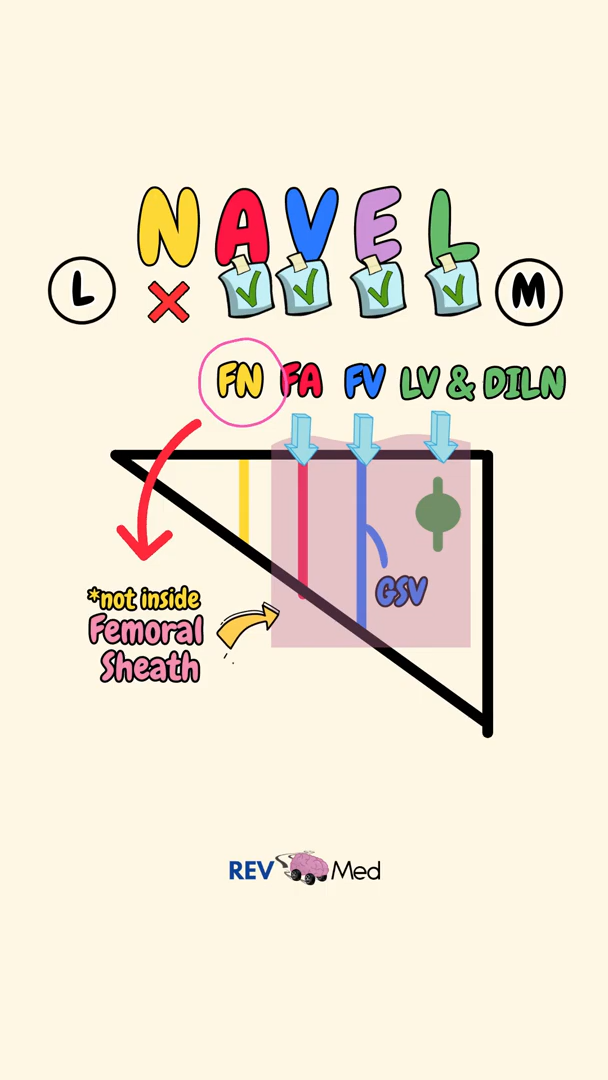 NAVEL
L
M
FN FA FV LV & DILN
GSV
*not inside
Femoral
Sheath
REV Med